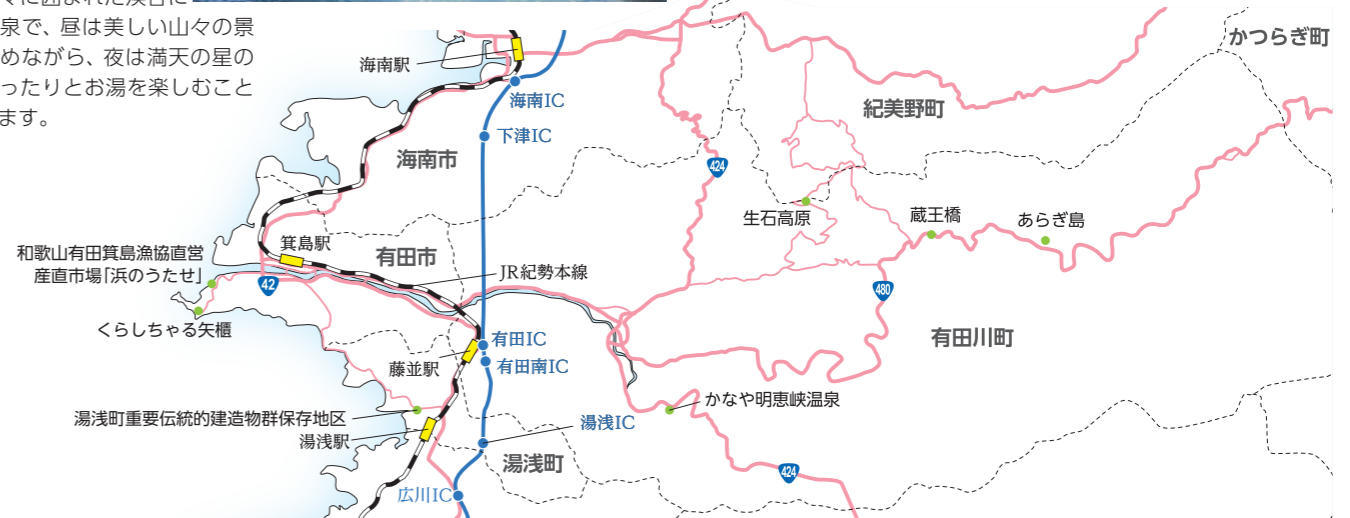 々に囲まれた渓谷に
泉で、昼は美しい山々の景
めながら、夜は満天の星の
ったりとお湯を楽しむこと
ます。
かつらぎ町
海南駅
海南IC
紀美野町
下津IC
海南市
424
生石高原
蔵王橋
あらぎ島
箕島駅
有田市
和歌山有田箕島漁協直営
産直市場「浜のうたせ」
JR紀勢本線
42
480
くらしちゃる矢櫃
有田IC
有田川町
藤並駅
有田南IC
かなや明恵峡温泉
湯浅町重要伝統的建造物群保存地区
湯浅IC
湯浅駅
湯浅町
424
広川IC